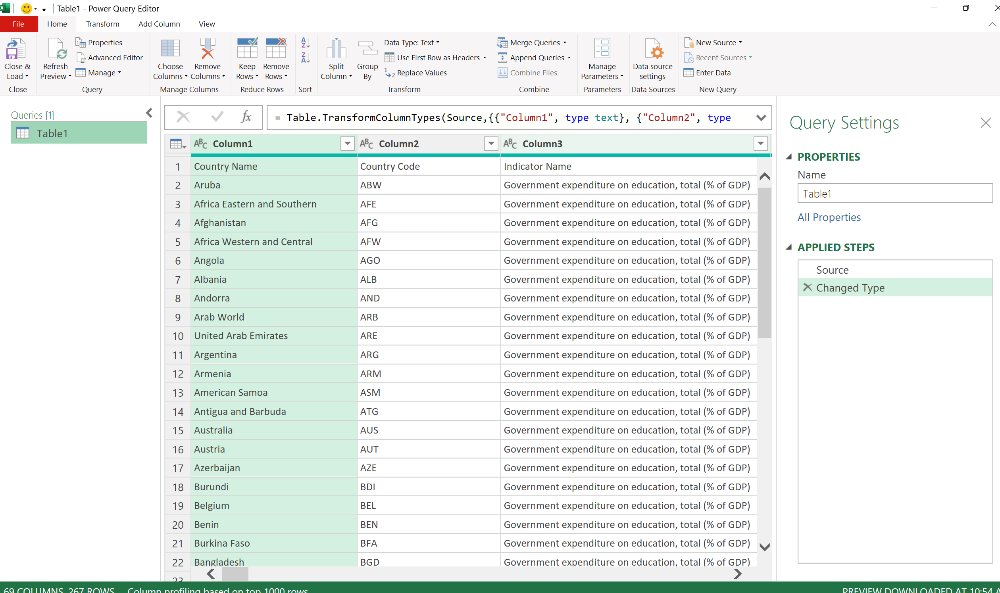 Table1 - Power Query Editor
File Home Transform Add Column View
Close & Load
Refresh Preview
Properties
Advanced Editor
Manage
Choose Columns
Remove Columns
Keep Rows
Remove Rows
Split Column
Group By
Data Type: Text
Use First Row as Headers
Replace Values
Merge Queries
Append Queries
Combine Files
Manage Parameters
Data source settings
New Source
Recent Sources
Enter Data
Close Query Manage Columns Reduce Rows Sort Transform Combine Parameters Data Sources New Query
Queries [1]
Table1
fx = Table.TransformColumnTypes(Source,{{"Column1", type text}, {"Column2", type
ABC Column1 ABC Column2 ABC Column3
1 Country Name Country Code Indicator Name
2 Aruba ABW Government expenditure on education, total (% of GDP)
3 Africa Eastern and Southern AFE Government expenditure on education, total (% of GDP)
4 Afghanistan AFG Government expenditure on education, total (% of GDP)
5 Africa Western and Central AFW Government expenditure on education, total (% of GDP)
6 Angola AGO Government expenditure on education, total (% of GDP)
7 Albania ALB Government expenditure on education, total (% of GDP)
8 Andorra AND Government expenditure on education, total (% of GDP)
9 Arab World ARB Government expenditure on education, total (% of GDP)
10 United Arab Emirates ARE Government expenditure on education, total (% of GDP)
11 Argentina ARG Government expenditure on education, total (% of GDP)
12 Armenia ARM Government expenditure on education, total (% of GDP)
13 American Samoa ASM Government expenditure on education, total (% of GDP)
14 Antigua and Barbuda ATG Government expenditure on education, total (% of GDP)
15 Australia AUS Government expenditure on education, total (% of GDP)
16 Austria AUT Government expenditure on education, total (% of GDP)
17 Azerbaijan AZE Government expenditure on education, total (% of GDP)
18 Burundi BDI Government expenditure on education, total (% of GDP)
19 Belgium BEL Government expenditure on education, total (% of GDP)
20 Benin BEN Government expenditure on education, total (% of GDP)
21 Burkina Faso BFA Government expenditure on education, total (% of GDP)
22 Bangladesh BGD Government expenditure on education, total (% of GDP)
23
Query Settings
PROPERTIES
Name
Table1
All Properties
APPLIED STEPS
Source
Changed Type
69 COLUMNS, 267 ROWS Column profiling based on top 1000 rows
PREVIEW DOWNLOADED AT 10:54 A